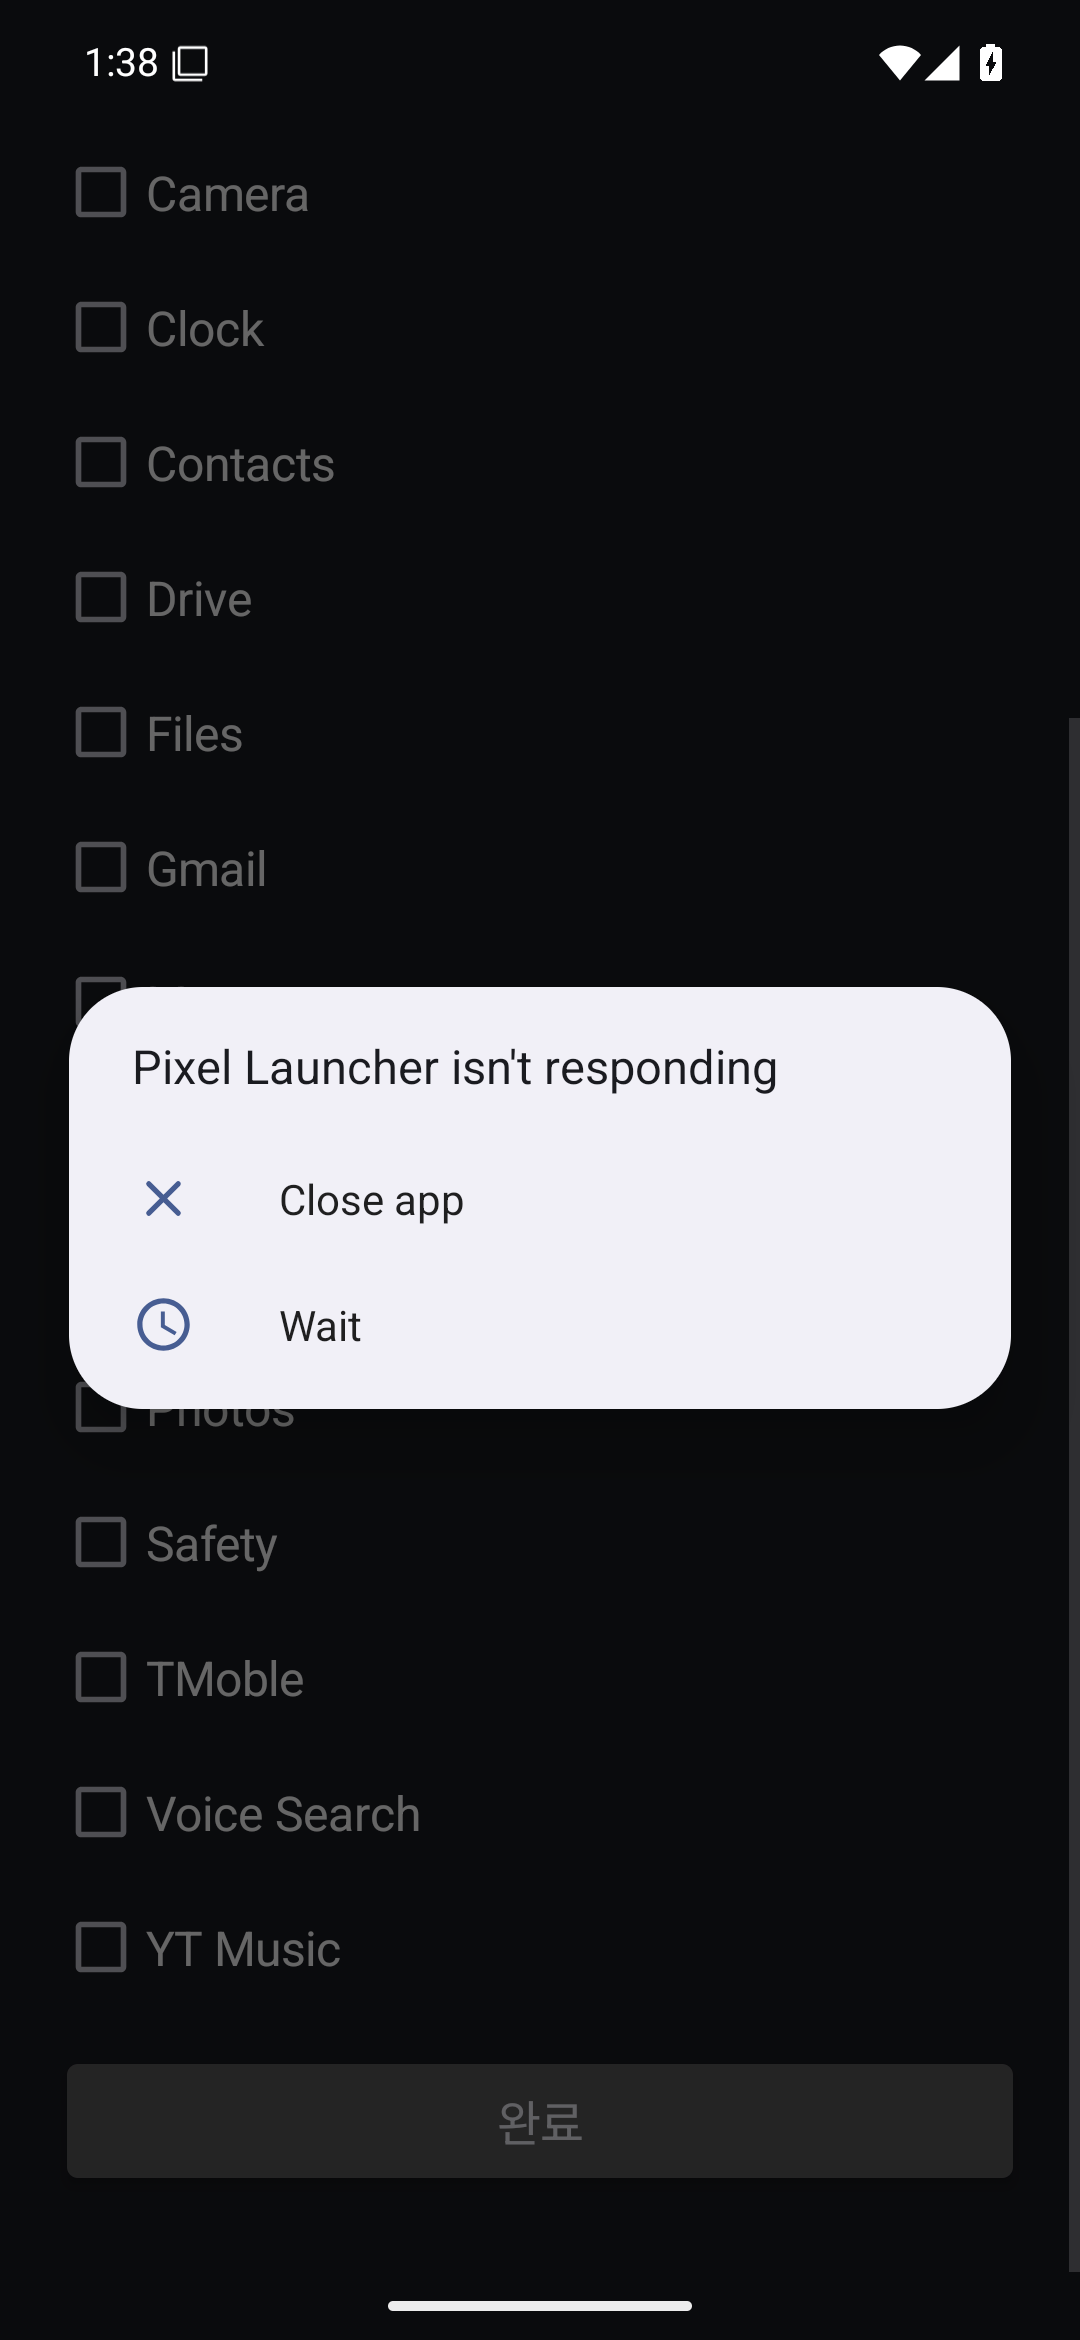 1:38
Camera
Clock
Contacts
Drive
Files
Gmail
Pixel Launcher isn't responding
Close app
Wait
Photos
Safety
TMoble
Voice Search
YT Music
완료